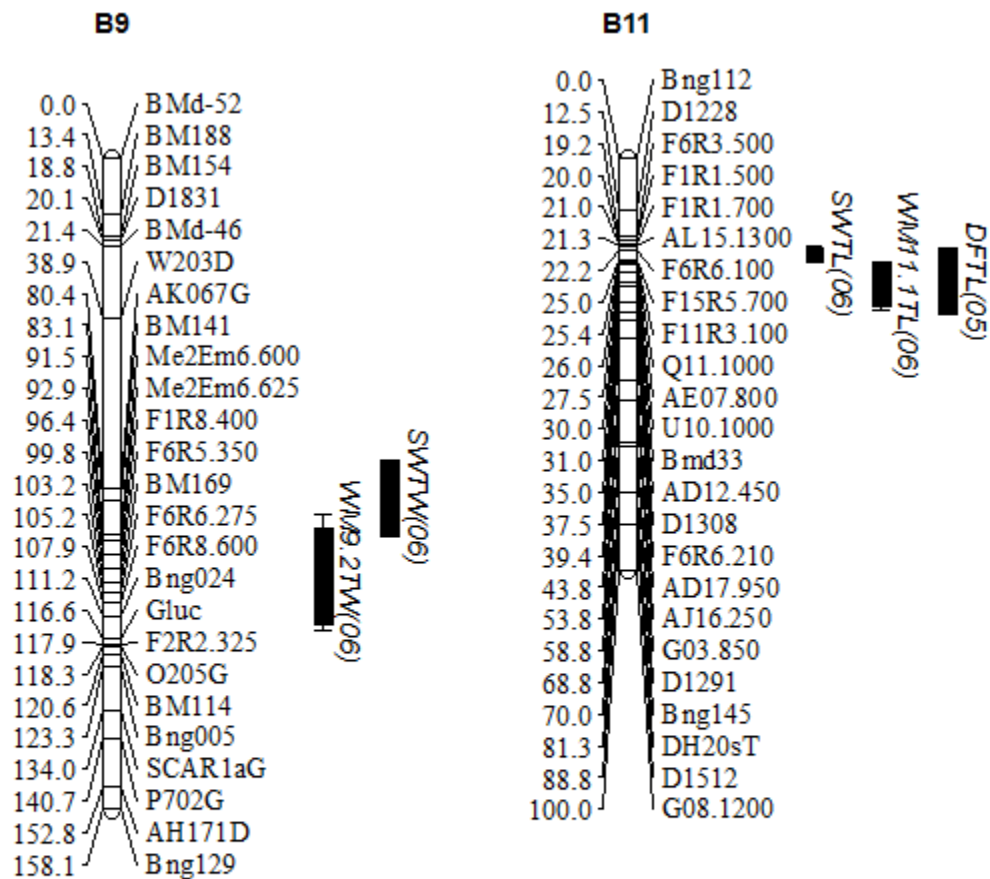 B9
0.0 BMd-52
13.4 BM188
18.8 BM154
20.1 D1831
21.4 BMd-46
38.9 W203D
80.4 AK067G
83.1 BM141
91.5 Me2Em6.600
92.9 Me2Em6.625
96.4 F1R8.400
99.8 F6R5.350
103.2 BM169
105.2 F6R6.275
107.9 F6R8.600
111.2 Bng024
116.6 Gluc
117.9 F2R2.325
118.3 O205G
120.6 BM114
123.3 Bng005
134.0 SCAR1aG
140.7 P702G
152.8 AH171D
158.1 Bng129
WM9.2TW(06)
SWTW(06)
B11
0.0 Bng112
12.5 D1228
19.2 F6R3.500
20.0 F1R1.500
21.0 F1R1.700
21.3 AL15.1300
22.2 F6R6.100
25.0 F15R5.700
25.4 F11R3.100
26.0 Q11.1000
27.5 AE07.800
30.0 U10.1000
31.0 Bmd33
35.0 AD12.450
37.5 D1308
39.4 F6R6.210
43.8 AD17.950
53.8 AJ16.250
58.8 G03.850
68.8 D1291
70.0 Bng145
81.3 DH20sT
88.8 D1512
100.0 G08.1200
SWTL(06)
WM11.1TL(06)
DFTL(05)